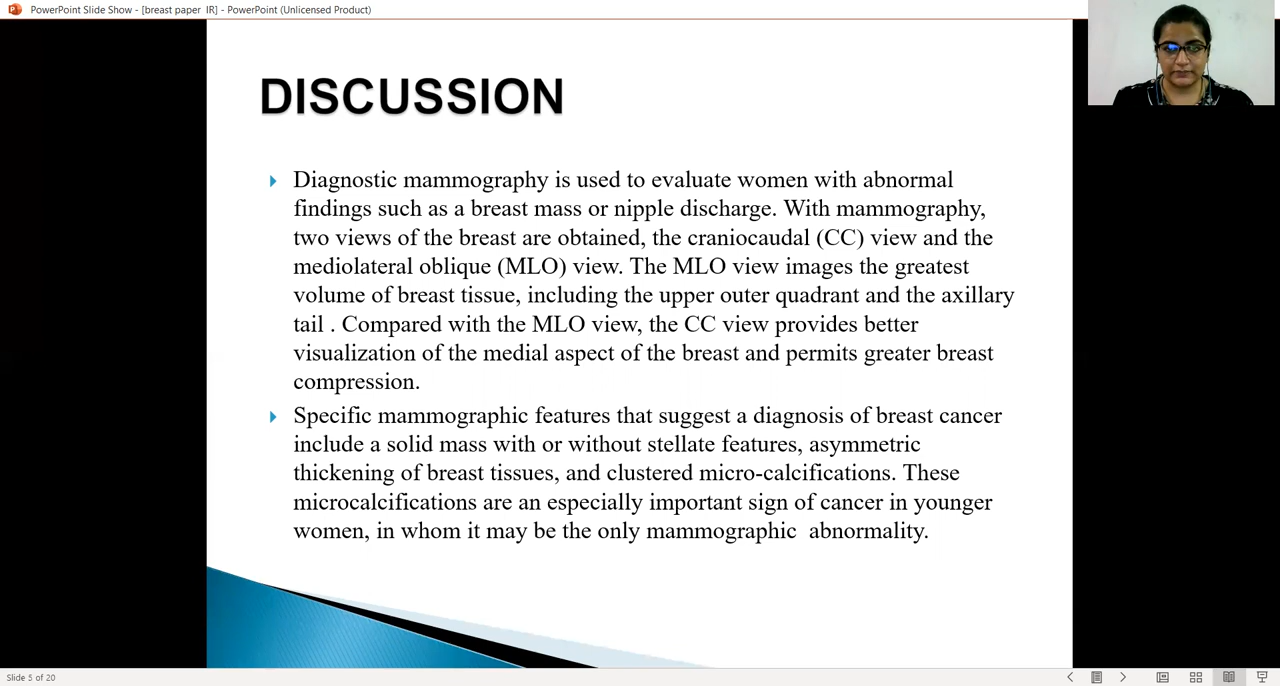 PowerPoint Slide Show - [breast paper  IR] - PowerPoint (Unlicensed Product)
DISCUSSION
Diagnostic mammography is used to evaluate women with abnormal
findings such as a breast mass or nipple discharge. With mammography,
two views of the breast are obtained, the craniocaudal (CC) view and the
mediolateral oblique (MLO) view. The MLO view images the greatest
volume of breast tissue, including the upper outer quadrant and the axillary
tail . Compared with the MLO view, the CC view provides better
visualization of the medial aspect of the breast and permits greater breast
compression.
Specific mammographic features that suggest a diagnosis of breast cancer
include a solid mass with or without stellate features, asymmetric
thickening of breast tissues, and clustered micro-calcifications. These
microcalcifications are an especially important sign of cancer in younger
women, in whom it may be the only mammographic  abnormality.
Slide 5 of 20